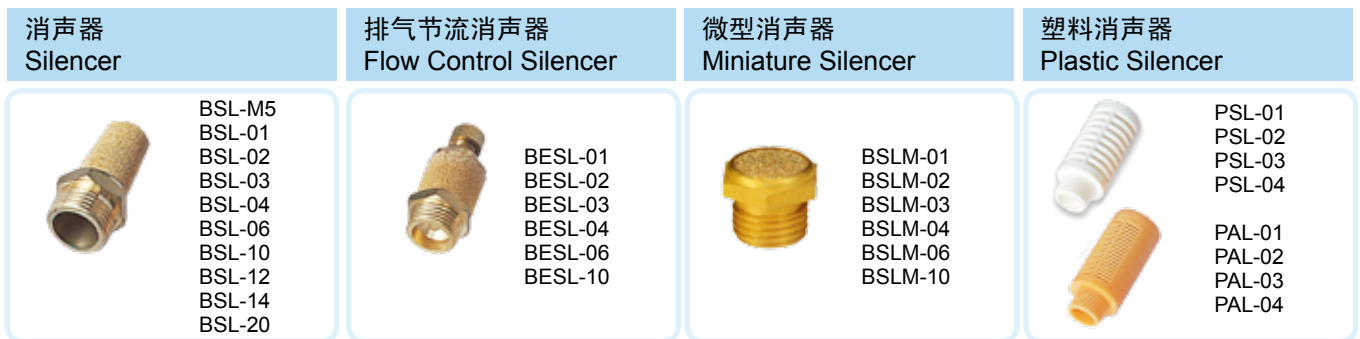 消声器
Silencer
BSL-M5
BSL-01
BSL-02
BSL-03
BSL-04
BSL-06
BSL-10
BSL-12
BSL-14
BSL-20
排气节流消声器
Flow Control Silencer
BESL-01
BESL-02
BESL-03
BESL-04
BESL-06
BESL-10
微型消声器
Miniature Silencer
BSLM-01
BSLM-02
BSLM-03
BSLM-04
BSLM-06
BSLM-10
塑料消声器
Plastic Silencer
PSL-01
PSL-02
PSL-03
PSL-04
PAL-01
PAL-02
PAL-03
PAL-04